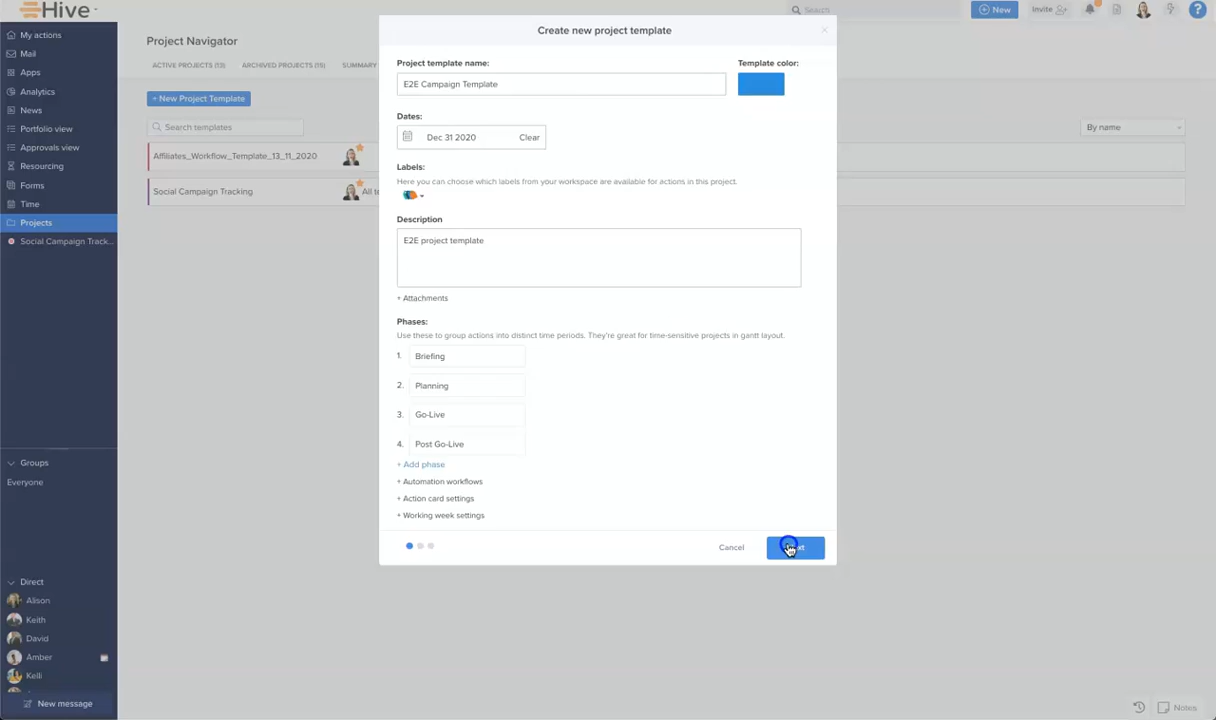 Hive
Search
New
Invite
?
My actions
Mail
Apps
Analytics
News
Portfolio view
Approvals view
Resourcing
Forms
Time
Projects
Social Campaign Track...
Groups
Everyone
Direct
Alison
Keith
David
Amber
Kelli
New message
Project Navigator
ACTIVE PROJECTS (13)
ARCHIVED PROJECTS (15)
SUMMARY
+ New Project Template
Search templates
By name
Affiliates_Workflow_Template_13_11_2020
Social Campaign Tracking
All te
Create new project template
×
Project template name:
Template color:
E2E Campaign Template
Dates:
Dec 31 2020 Clear
Labels:
Here you can choose which labels from your workspace are available for actions in this project.
Description
E2E project template
+ Attachments
Phases:
Use these to group actions into distinct time periods. They're great for time-sensitive projects in gantt layout.
1. Briefing
2. Planning
3. Go-Live
4. Post Go-Live
+ Add phase
+ Automation workflows
+ Action card settings
+ Working week settings
Cancel
Notes